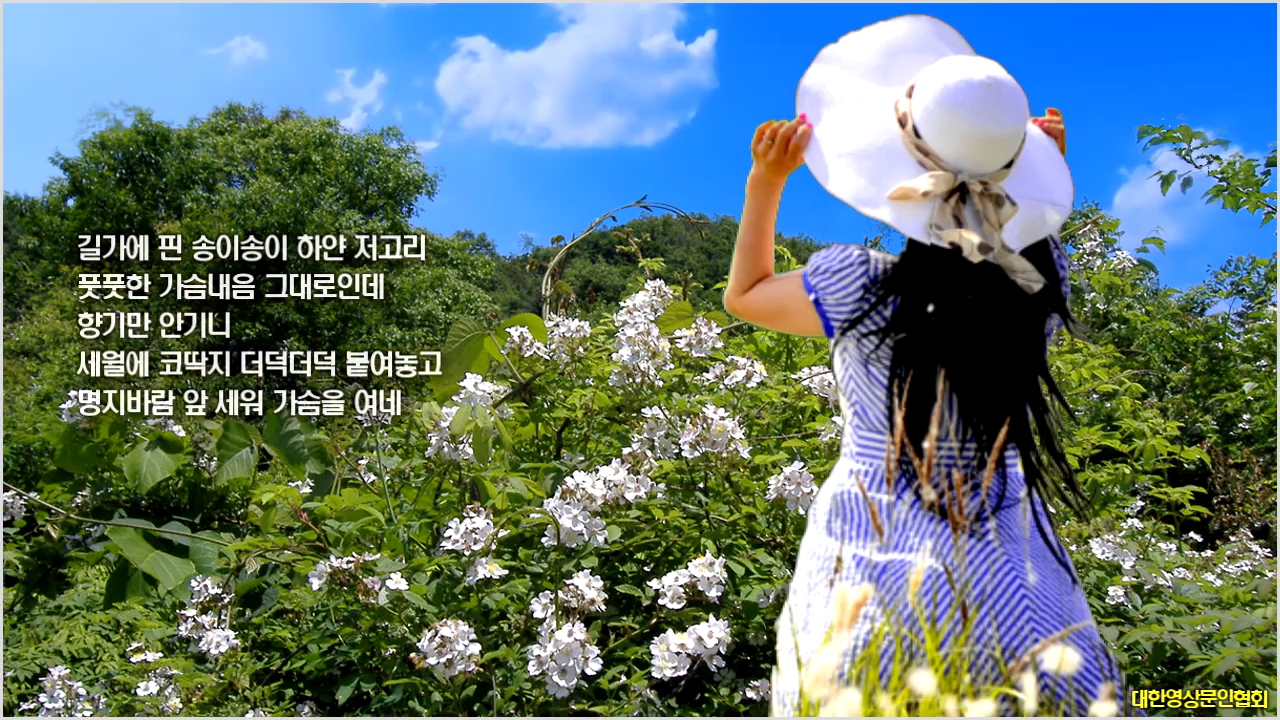 길가에 핀 송이송이 하얀 저고리
풋풋한 가슴내음 그대로인데
향기만 안기니
세월에 코딱지 더덕더덕 붙여놓고
명지바람 앞 세워 가슴을 여네
대한영상문인협회